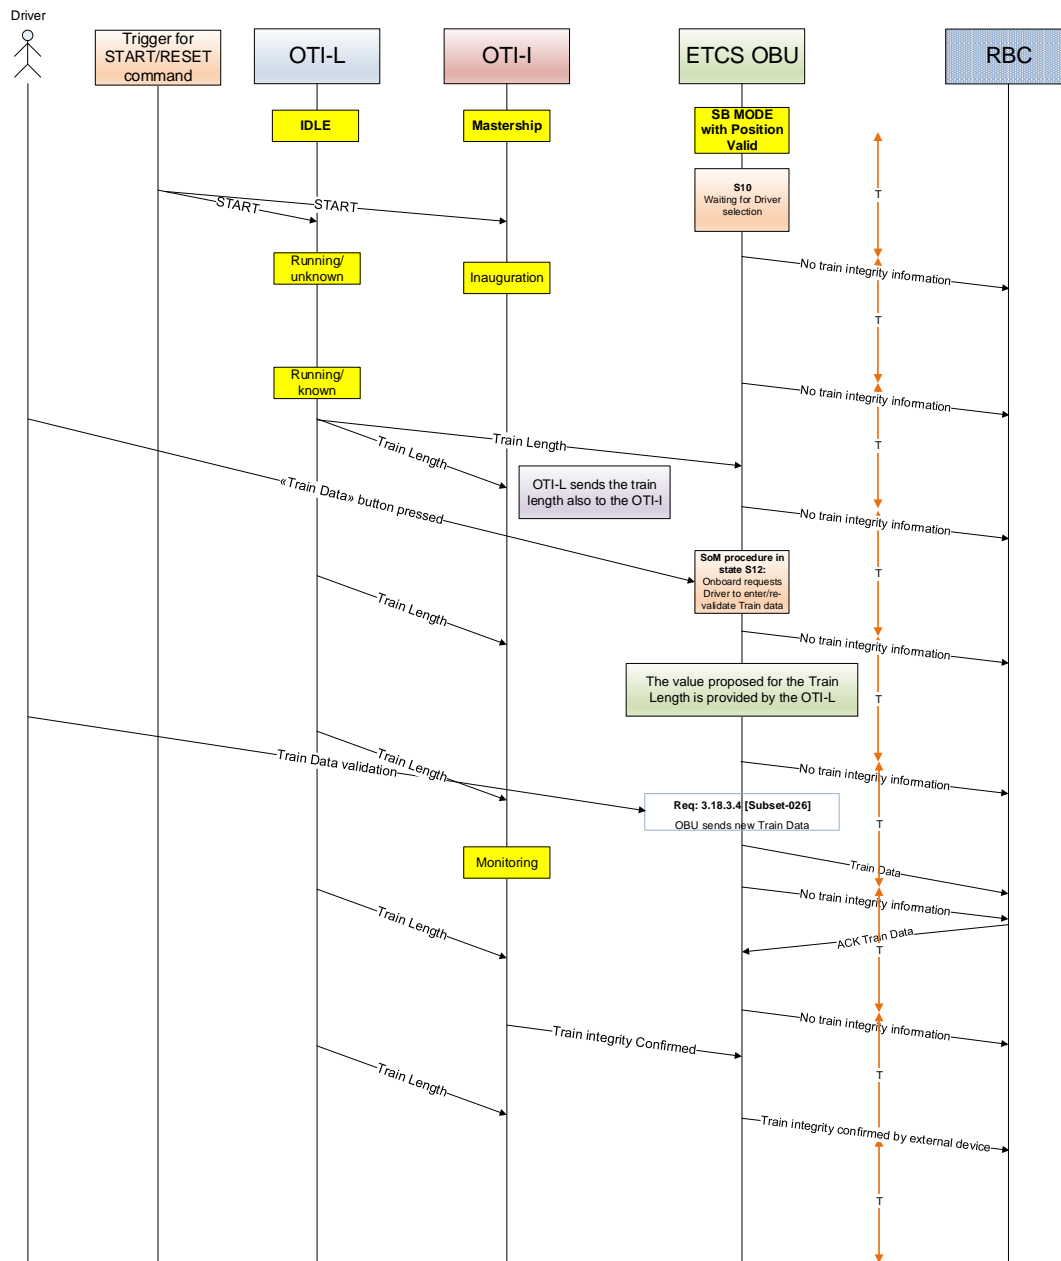 Driver
Trigger for
START/RESET
command
OTI-L
OTI-I
ETCS OBU
RBC
IDLE
Mastership
SB MODE
with Position
Valid
S10
Waiting for Driver
selection
T
START
START
Running/
unknown
Inauguration
No train integrity information
T
Running/
known
No train integrity information
Train Length
Train Length
T
OTI-L sends the train
length also to the OTI-I
«Train Data» button pressed
No train integrity information
SoM procedure in
state S12:
Onboard requests
Driver to enter/re-
validate Train data
T
Train Length
No train integrity information
The value proposed for the Train
Length is provided by the OTI-L
T
Train Data validation
Train Length
No train integrity information
Req: 3.18.3.4 [Subset-026]
OBU sends new Train Data
T
Monitoring
Train Data
No train integrity information
Train Length
ACK Train Data
T
No train integrity information
Train integrity Confirmed
Train Length
T
Train integrity confirmed by external device
T